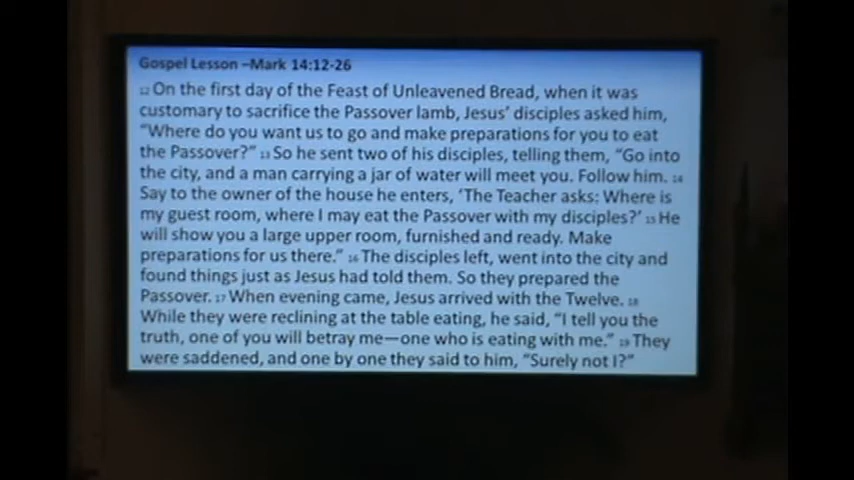 Gospel Lesson –Mark 14:12-26
12 On the first day of the Feast of Unleavened Bread, when it was
customary to sacrifice the Passover lamb, Jesus’ disciples asked him,
“Where do you want us to go and make preparations for you to eat
the Passover?” 13 So he sent two of his disciples, telling them, “Go into
the city, and a man carrying a jar of water will meet you. Follow him. 14
Say to the owner of the house he enters, ‘The Teacher asks: Where is
my guest room, where I may eat the Passover with my disciples?’ 15 He
will show you a large upper room, furnished and ready. Make
preparations for us there.” 16 The disciples left, went into the city and
found things just as Jesus had told them. So they prepared the
Passover. 17 When evening came, Jesus arrived with the Twelve. 18
While they were reclining at the table eating, he said, “I tell you the
truth, one of you will betray me—one who is eating with me.” 19 They
were saddened, and one by one they said to him, “Surely not I?”